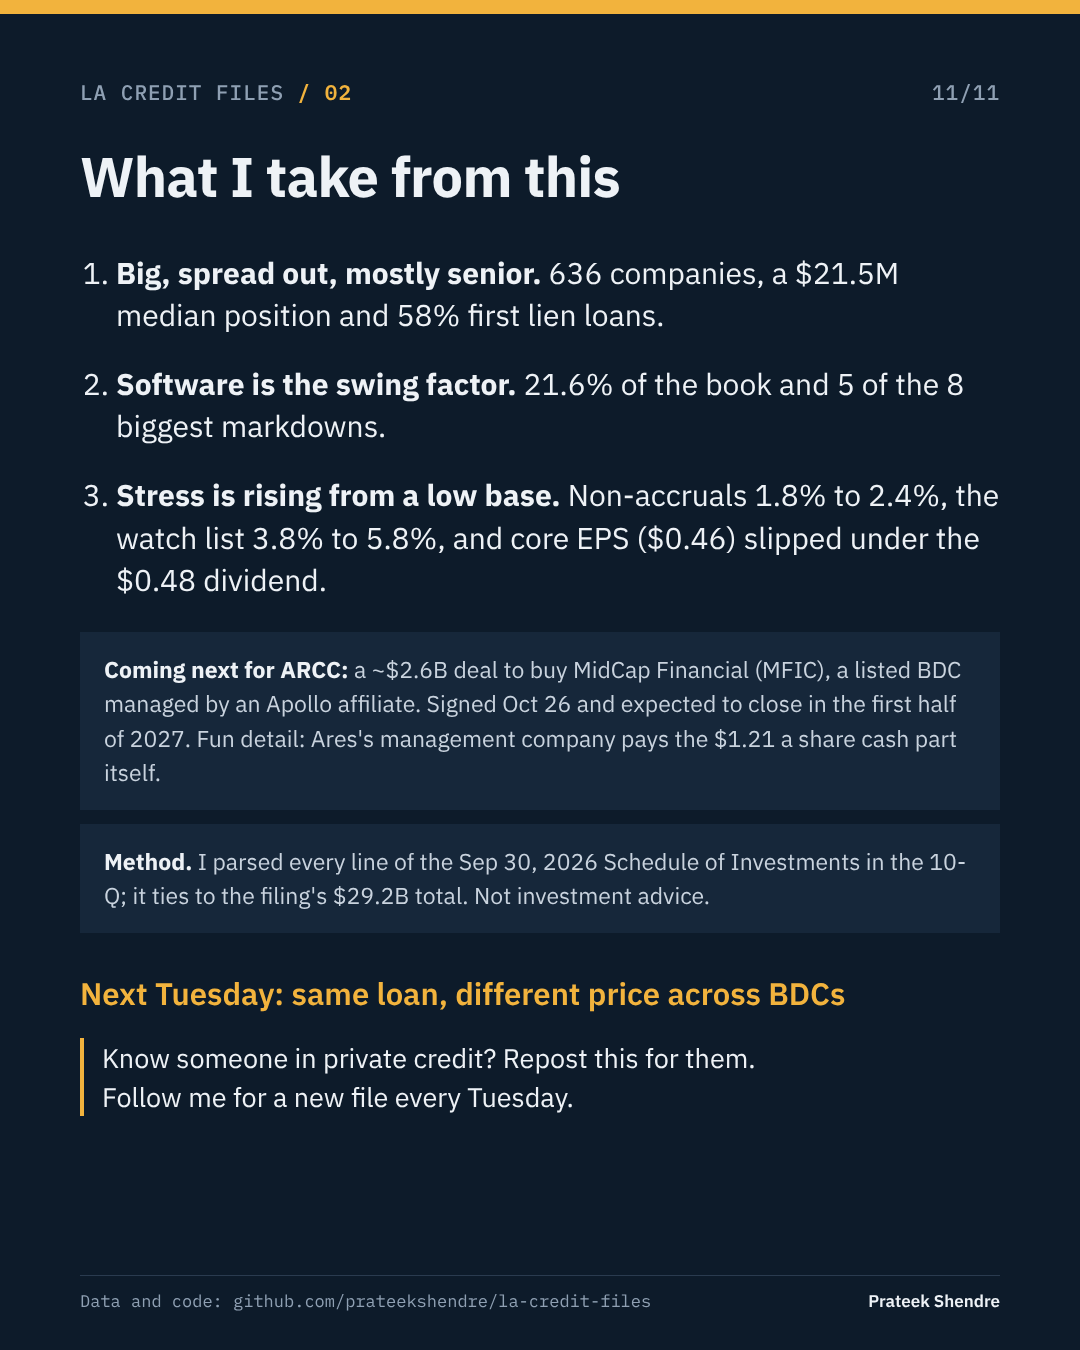 LA CREDIT FILES / 02
11/11
What I take from this
1. Big, spread out, mostly senior. 636 companies, a $21.5M
median position and 58% first lien loans.
2. Software is the swing factor. 21.6% of the book and 5 of the 8
biggest markdowns.
3. Stress is rising from a low base. Non-accruals 1.8% to 2.4%, the
watch list 3.8% to 5.8%, and core EPS ($0.46) slipped under the
$0.48 dividend.
Coming next for ARCC: a ~$2.6B deal to buy MidCap Financial (MFIC), a listed BDC
managed by an Apollo affiliate. Signed Oct 26 and expected to close in the first half
of 2027. Fun detail: Ares's management company pays the $1.21 a share cash part
itself.
Method. I parsed every line of the Sep 30, 2026 Schedule of Investments in the 10-
Q; it ties to the filing's $29.2B total. Not investment advice.
Next Tuesday: same loan, different price across BDCs
Know someone in private credit? Repost this for them.
Follow me for a new file every Tuesday.
Data and code: github.com/prateekshendre/la-credit-files
Prateek Shendre